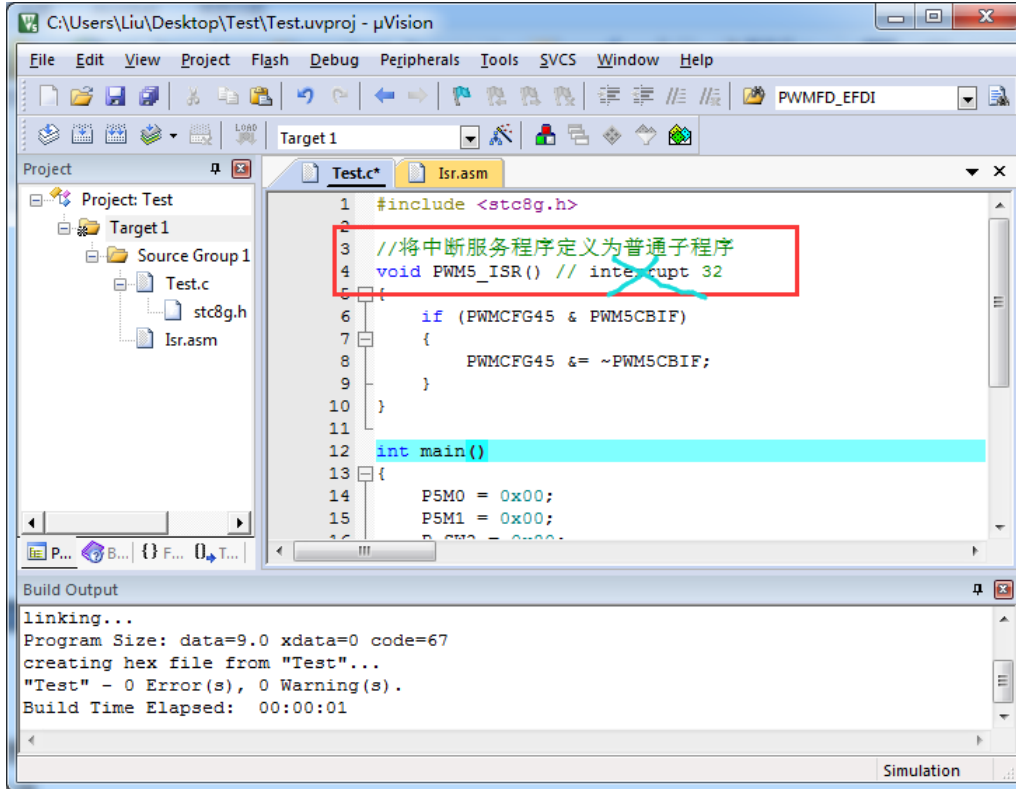 C:\Users\Liu\Desktop\Test\Test.uvproj - µVision
File Edit View Project Flash Debug Peripherals Tools SVCS Window Help
PWMFD_EFDI
LOAD Target 1
Project
Test.c* Isr.asm
Project: Test
Target 1
Source Group 1
Test.c
stc8g.h
Isr.asm
1 #include <stc8g.h>
2
3 //将中断服务程序定义为普通子程序
4 void PWM5_ISR() // interrupt 32
5 {
6 if (PWMCFG45 & PWM5CBIF)
7 {
8 PWMCFG45 &= ~PWM5CBIF;
9 }
10 }
11
12 int main()
13 {
14 P5M0 = 0x00;
15 P5M1 = 0x00;
P... B... {} F... T...
Build Output
linking...
Program Size: data=9.0 xdata=0 code=67
creating hex file from "Test"...
"Test" - 0 Error(s), 0 Warning(s).
Build Time Elapsed: 00:00:01
Simulation